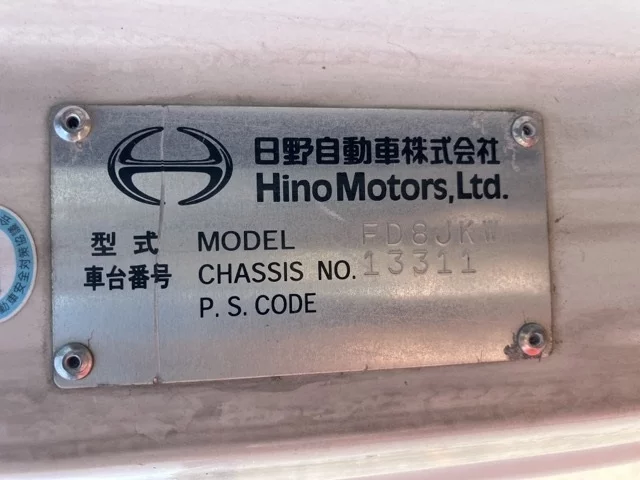 日野自動車株式会社
Hino Motors, Ltd.
型式 MODEL FD8JKW
車台番号 CHASSIS NO. 13311
P. S. CODE